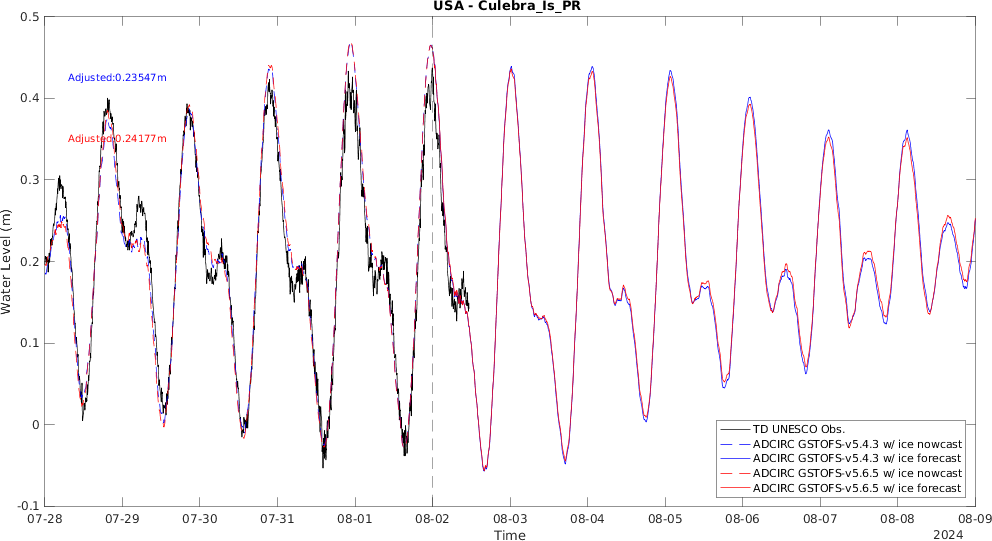 USA - Culebra_Is_PR
Water Level (m)
0.5
0.4
0.3
0.2
0.1
0
-0.1
Adjusted:0.23547m
Adjusted:0.24177m
TD UNESCO Obs.
ADCIRC GSTOFS-v5.4.3 w/ ice nowcast
ADCIRC GSTOFS-v5.4.3 w/ ice forecast
ADCIRC GSTOFS-v5.6.5 w/ ice nowcast
ADCIRC GSTOFS-v5.6.5 w/ ice forecast
07-28 07-29 07-30 07-31 08-01 08-02 08-03 08-04 08-05 08-06 08-07 08-08 08-09
Time
2024